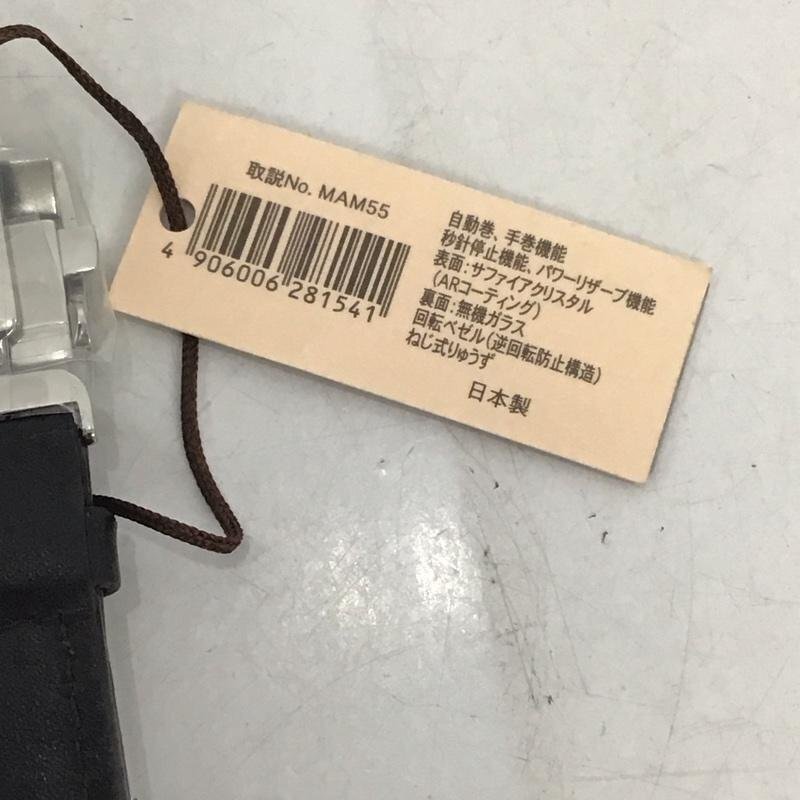 取説No. MAM55
4 906006 281541
自動巻、手巻機能
秒針停止機能、パワーリザーブ機能
表面：サファイアクリスタル
（ARコーティング）
裏面：無機ガラス
回転ベゼル（逆回転防止構造）
ねじ式りゅうず
日本製